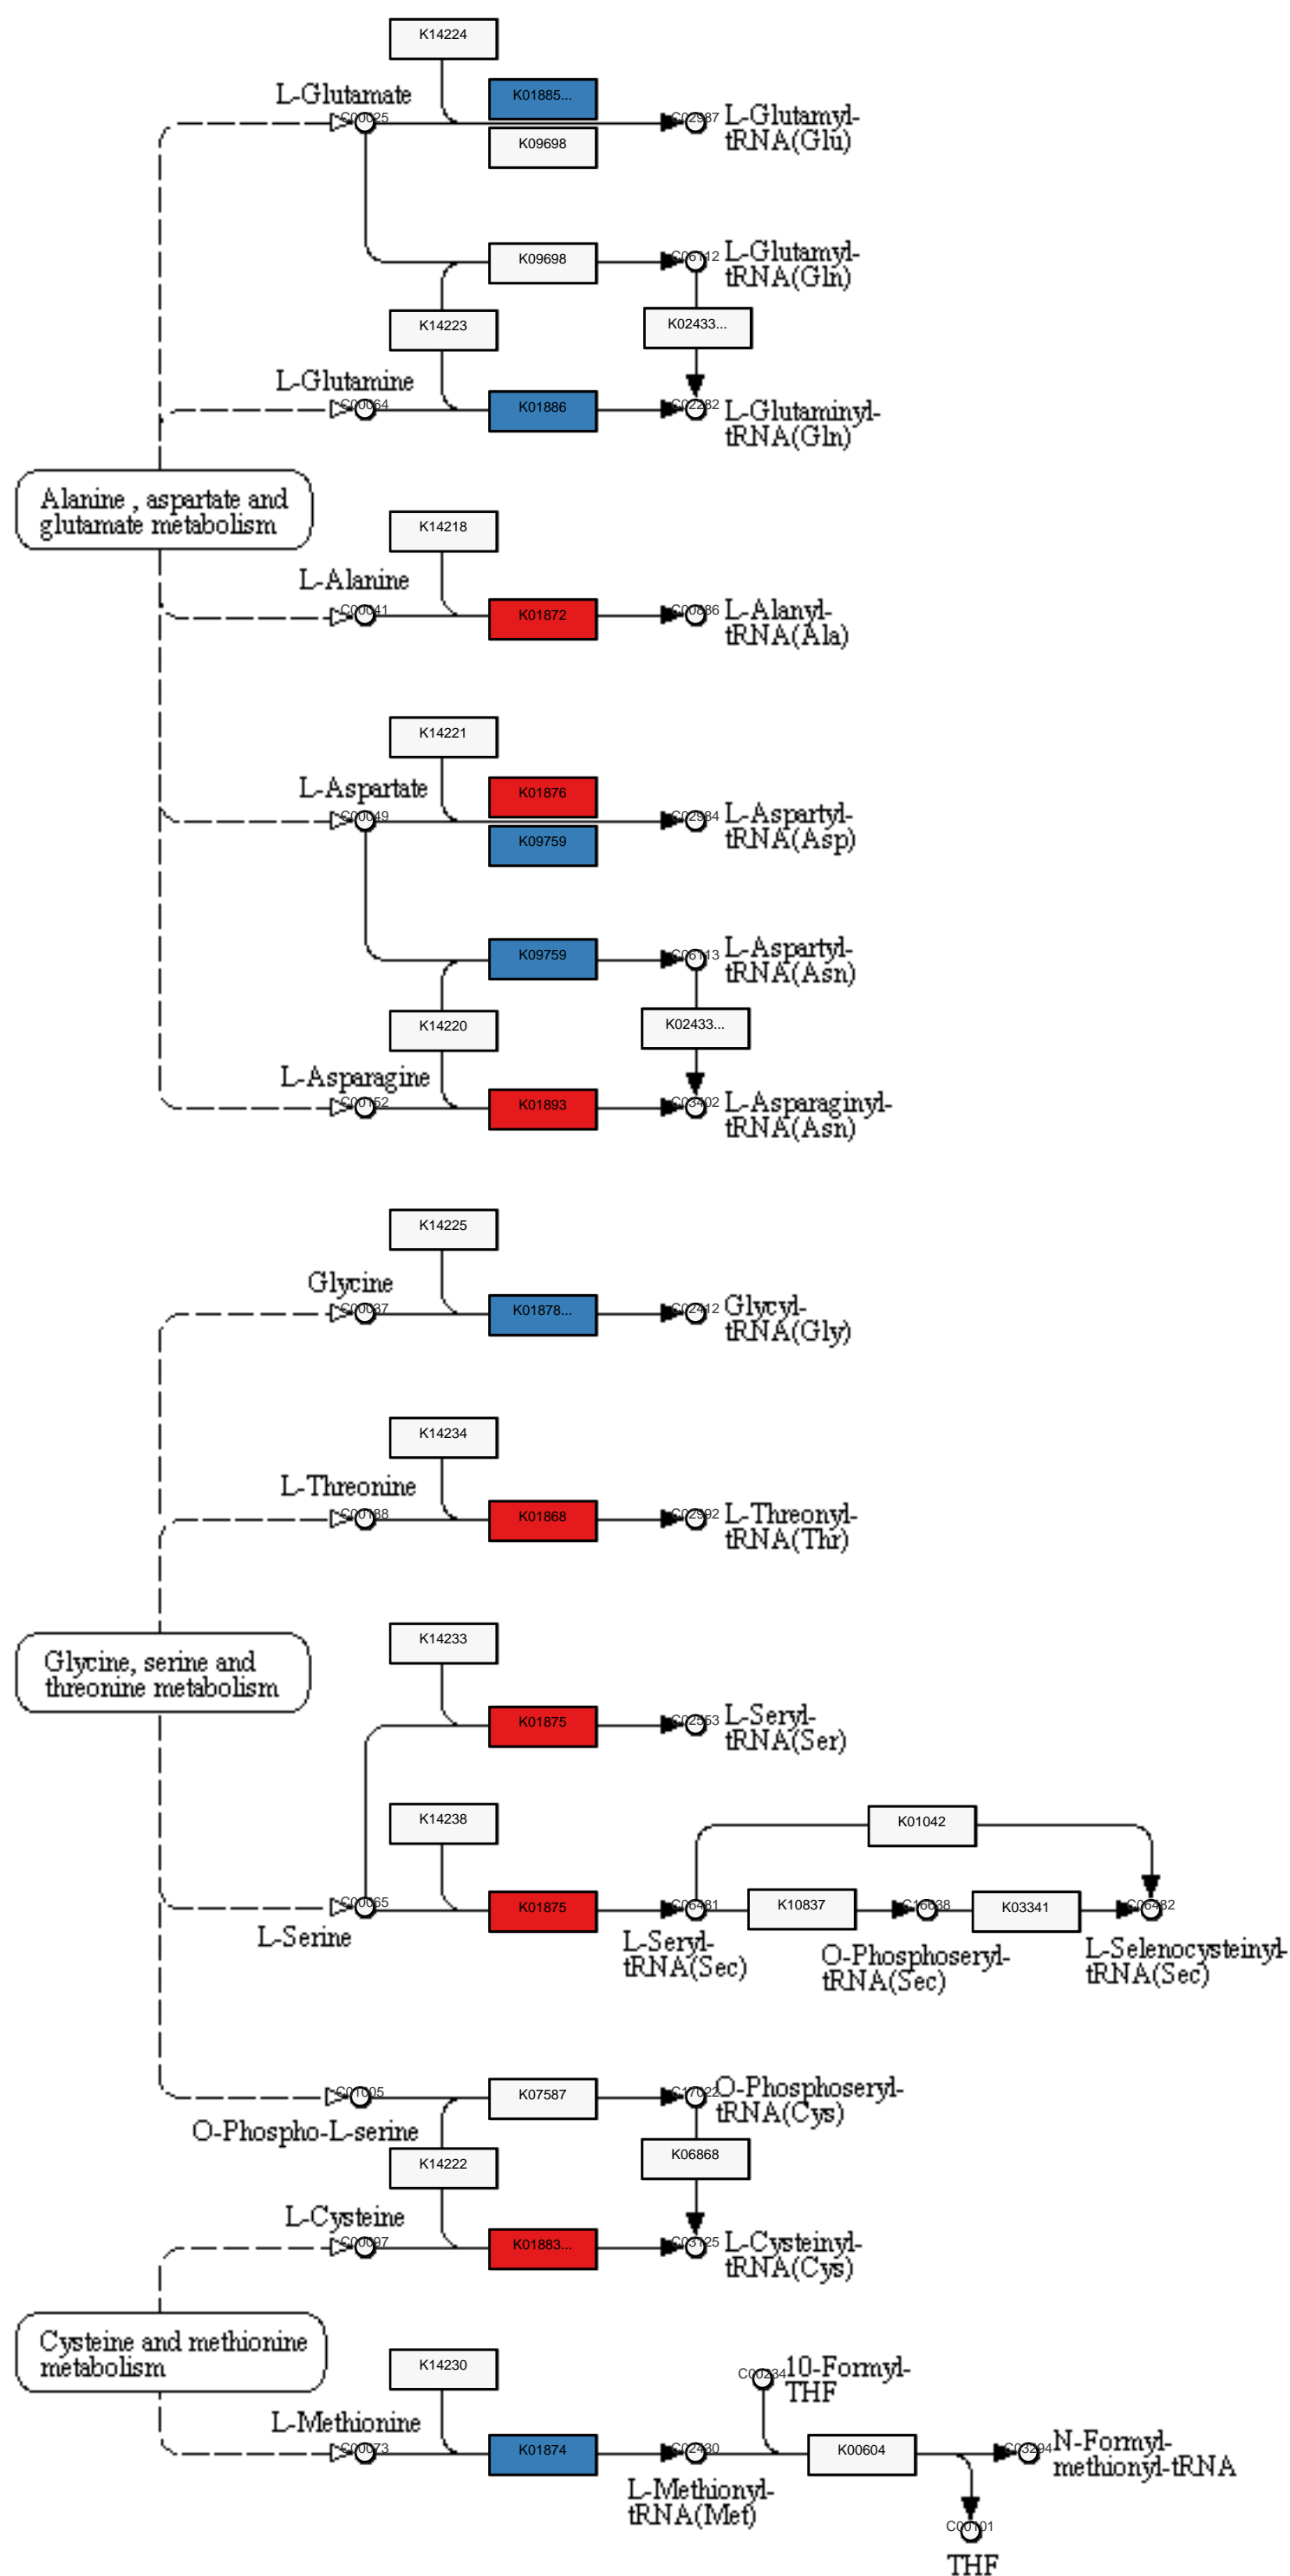 K14224
L-Glutamate
K01885...
C00025
C02987
L-Glutamyl-
tRNA(Glu)
K09698
K09698
C06112
L-Glutamyl-
tRNA(Gln)
K14223
K02433...
L-Glutamine
C00064
K01886
C02282
L-Glutaminyl-
tRNA(Gln)
Alanine , aspartate and
glutamate metabolism
K14218
L-Alanine
C00041
K01872
C00886
L-Alanyl-
tRNA(Ala)
K14221
L-Aspartate
K01876
C00049
C02984
L-Aspartyl-
tRNA(Asp)
K09759
K09759
C06113
L-Aspartyl-
tRNA(Asn)
K14220
K02433...
L-Asparagine
C00152
K01893
C03402
L-Asparaginyl-
tRNA(Asn)
K14225
Glycine
C00037
K01878...
C02412
Glycyl-
tRNA(Gly)
K14234
L-Threonine
C00188
K01868
C02992
L-Threonyl-
tRNA(Thr)
Glycine, serine and
threonine metabolism
K14233
K01875
C02553
L-Seryl-
tRNA(Ser)
K14238
K01042
C00065
L-Serine
K01875
C06481
L-Seryl-
tRNA(Sec)
K10837
C16638
O-Phosphoseryl-
tRNA(Sec)
K03341
C06482
L-Selenocysteinyl-
tRNA(Sec)
C01005
O-Phospho-L-serine
K07587
C17022
O-Phosphoseryl-
tRNA(Cys)
K14222
K06868
L-Cysteine
C00097
K01883...
C03125
L-Cysteinyl-
tRNA(Cys)
Cysteine and methionine
metabolism
K14230
C00234
10-Formyl-
THF
L-Methionine
C00073
K01874
C02430
L-Methionyl-
tRNA(Met)
K00604
C03294
N-Formyl-
methionyl-tRNA
C00101
THF